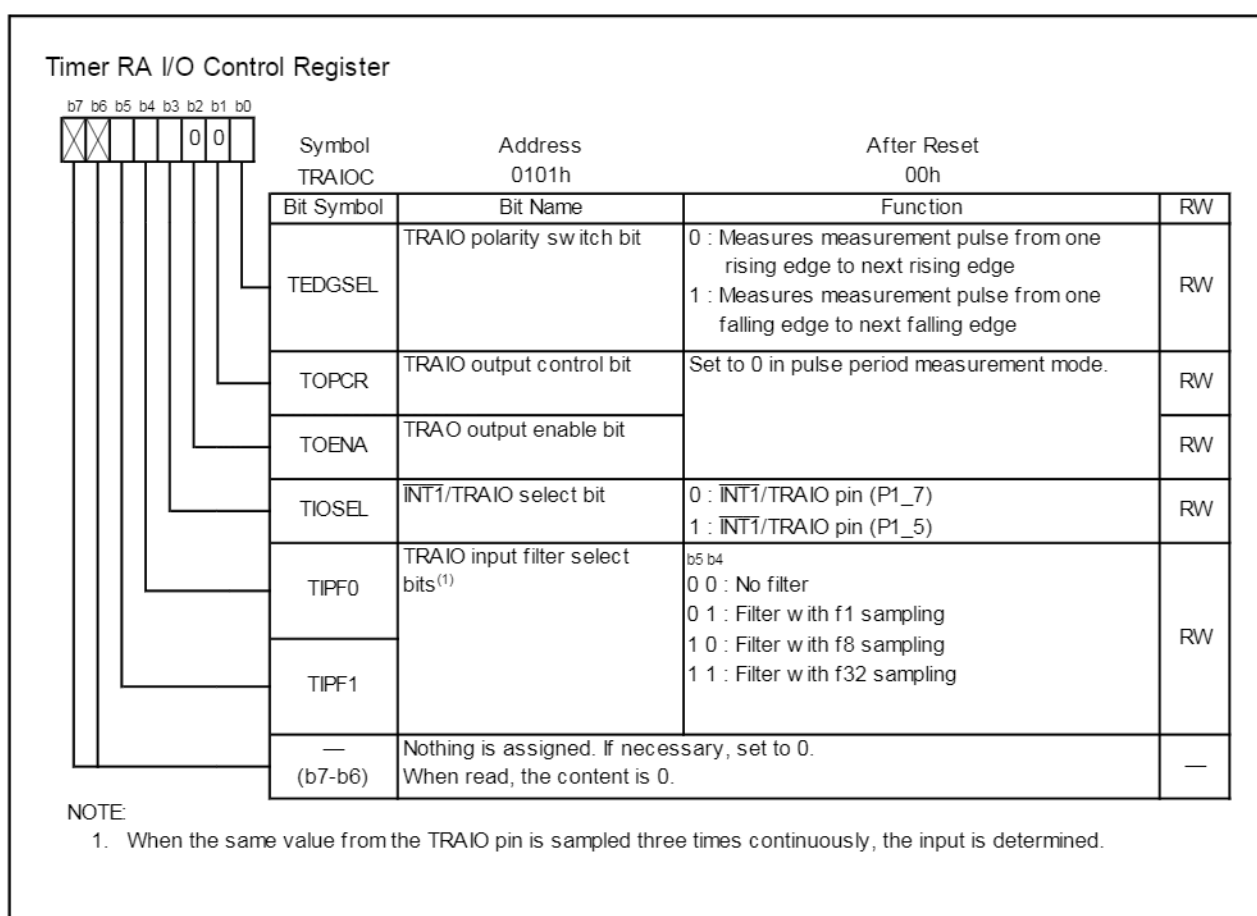 Timer RA I/O Control Register
b7 b6 b5 b4 b3 b2 b1 b0
0 0
Symbol Address After Reset
TRAIOC 0101h 00h
Bit Symbol Bit Name Function RW
TEDGSEL TRAIO polarity switch bit 0 : Measures measurement pulse from one
rising edge to next rising edge
1 : Measures measurement pulse from one
falling edge to next falling edge RW
TOPCR TRAIO output control bit Set to 0 in pulse period measurement mode. RW
TOENA TRAO output enable bit RW
TIOSEL I̅N̅T̅1̅/TRAIO select bit 0 : I̅N̅T̅1̅/TRAIO pin (P1_7)
1 : I̅N̅T̅1̅/TRAIO pin (P1_5) RW
TIPF0 TRAIO input filter select
bits(1) b5 b4
0 0 : No filter
0 1 : Filter with f1 sampling
1 0 : Filter with f8 sampling
1 1 : Filter with f32 sampling RW
TIPF1
— Nothing is assigned. If necessary, set to 0.
(b7-b6) When read, the content is 0. —
NOTE:
1. When the same value from the TRAIO pin is sampled three times continuously, the input is determined.